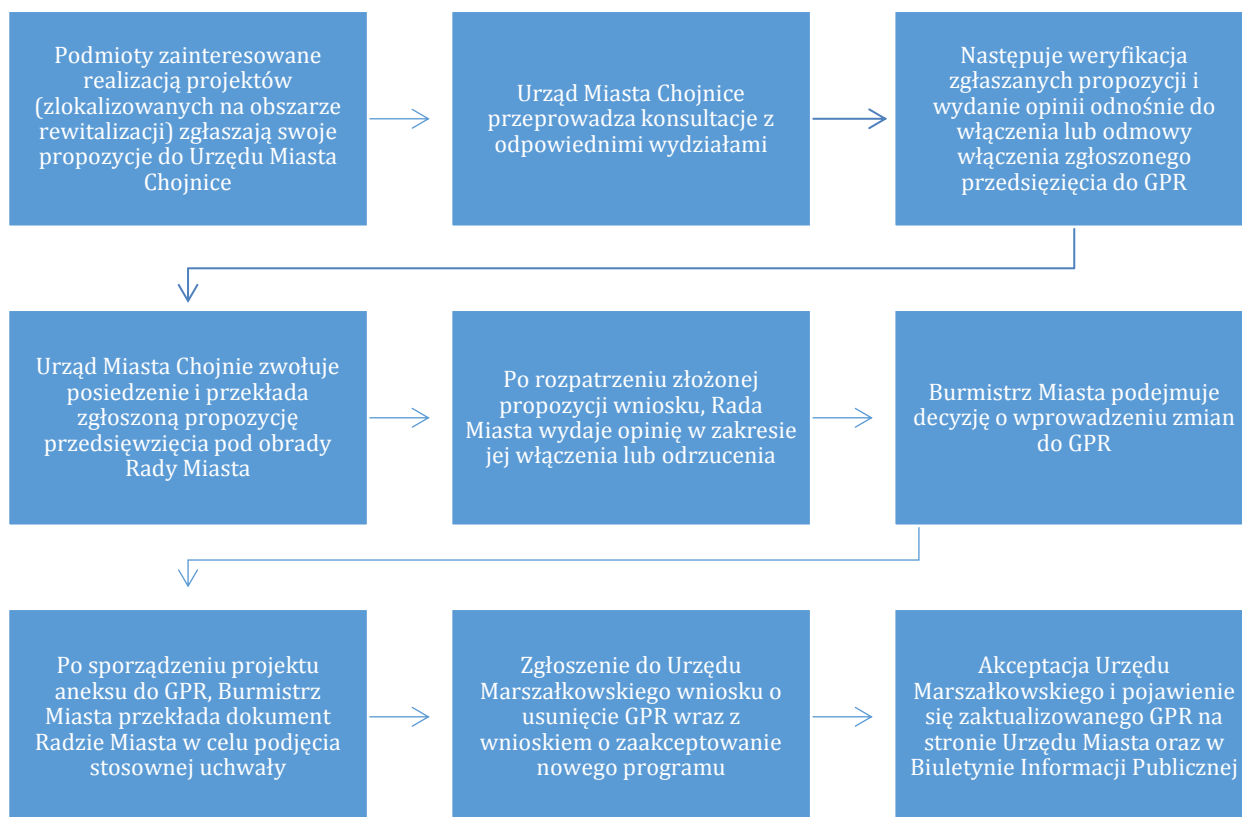 Podmioty zainteresowane
realizacją projektów
(zlokalizowanych na obszarze
rewitalizacji) zgłaszają swoje
propozycje do Urzędu Miasta
Chojnice
Urząd Miasta Chojnice
przeprowadza konsultacje z
odpowiednimi wydziałami
Następuje weryfikacja
zgłaszanych propozycji i
wydanie opinii odnośnie do
włączenia lub odmowy
włączenia zgłoszonego
przedsięzięcia do GPR
Urząd Miasta Chojnie zwołuje
posiedzenie i przekłada
zgłoszoną propozycję
przedsięwzięcia pod obrady
Rady Miasta
Po rozpatrzeniu złożonej
propozycji wniosku, Rada
Miasta wydaje opinię w zakresie
jej włączenia lub odrzucenia
Burmistrz Miasta podejmuje
decyzję o wprowadzeniu zmian
do GPR
Po sporządzeniu projektu
aneksu do GPR, Burmistrz
Miasta przekłada dokument
Radzie Miasta w celu podjęcia
stosownej uchwały
Zgłoszenie do Urzędu
Marszałkowskiego wniosku o
usunięcie GPR wraz z
wnioskiem o zaakceptowanie
nowego programu
Akceptacja Urzędu
Marszałkowskiego i pojawienie
się zaktualizowanego GPR na
stronie Urzędu Miasta oraz w
Biuletynie Informacji Publicznej